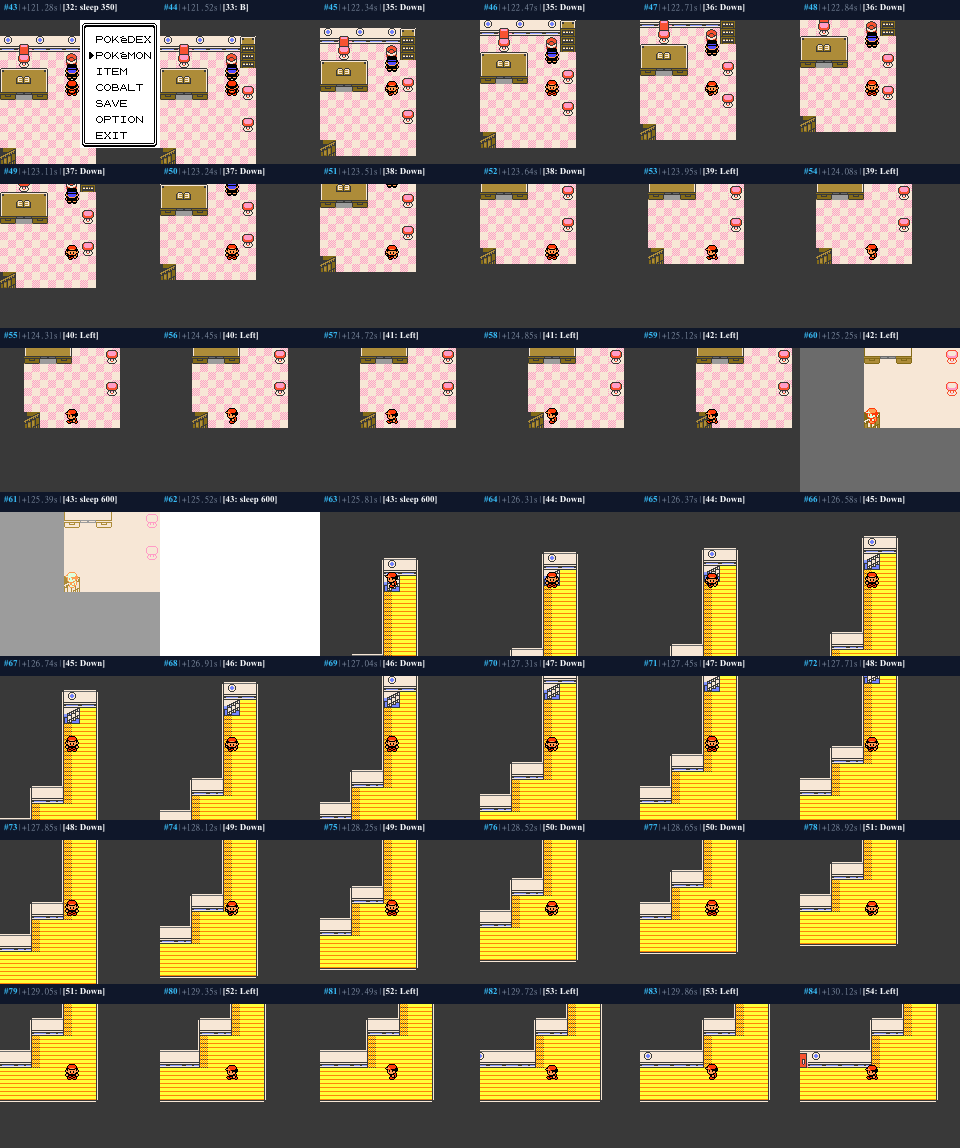 #43|+121.28s|[32: sleep 350]
#44|+121.52s|[33: B]
#45|+122.34s|[35: Down]
#46|+122.47s|[35: Down]
#47|+122.71s|[36: Down]
#48|+122.84s|[36: Down]
POKéDEX
▶POKéMON
ITEM
COBALT
SAVE
OPTION
EXIT
#49|+123.11s|[37: Down]
#50|+123.24s|[37: Down]
#51|+123.51s|[38: Down]
#52|+123.64s|[38: Down]
#53|+123.95s|[39: Left]
#54|+124.08s|[39: Left]
#55|+124.31s|[40: Left]
#56|+124.45s|[40: Left]
#57|+124.72s|[41: Left]
#58|+124.85s|[41: Left]
#59|+125.12s|[42: Left]
#60|+125.25s|[42: Left]
#61|+125.39s|[43: sleep 600]
#62|+125.52s|[43: sleep 600]
#63|+125.81s|[43: sleep 600]
#64|+126.31s|[44: Down]
#65|+126.37s|[44: Down]
#66|+126.58s|[45: Down]
#67|+126.74s|[45: Down]
#68|+126.91s|[46: Down]
#69|+127.04s|[46: Down]
#70|+127.31s|[47: Down]
#71|+127.45s|[47: Down]
#72|+127.71s|[48: Down]
#73|+127.85s|[48: Down]
#74|+128.12s|[49: Down]
#75|+128.25s|[49: Down]
#76|+128.52s|[50: Down]
#77|+128.65s|[50: Down]
#78|+128.92s|[51: Down]
#79|+129.05s|[51: Down]
#80|+129.35s|[52: Left]
#81|+129.49s|[52: Left]
#82|+129.72s|[53: Left]
#83|+129.86s|[53: Left]
#84|+130.12s|[54: Left]